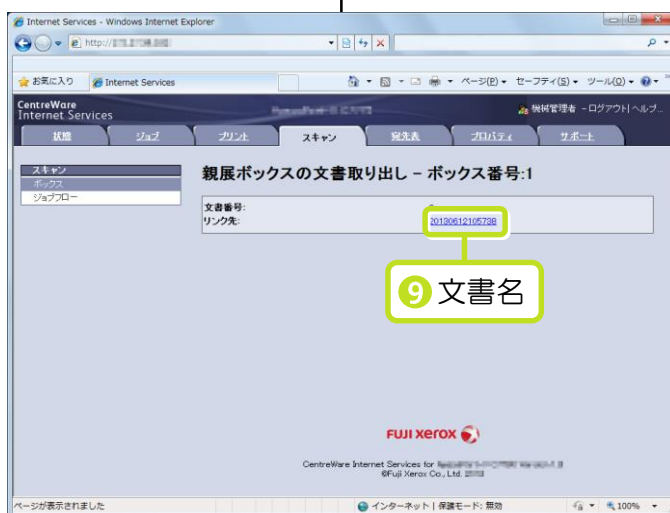 Internet Services - Windows Internet Explorer
http://
お気に入り Internet Services ページ(P) セーフティ(S) ツール(O)
CentreWare
Internet Services
機械管理者 - ログアウト| ヘルプ...
状態 ジョブ プリント スキャン 宛先表 プロパティ サポート
スキャン
ボックス
ジョブフロー
親展ボックスの文書取り出し - ボックス番号:1
文書番号:
リンク先: 20130612105738
9 文書名
FUJI xerox
CentreWare Internet Services for
©Fuji Xerox Co., Ltd.
ページが表示されました インターネット | 保護モード: 無効 100%